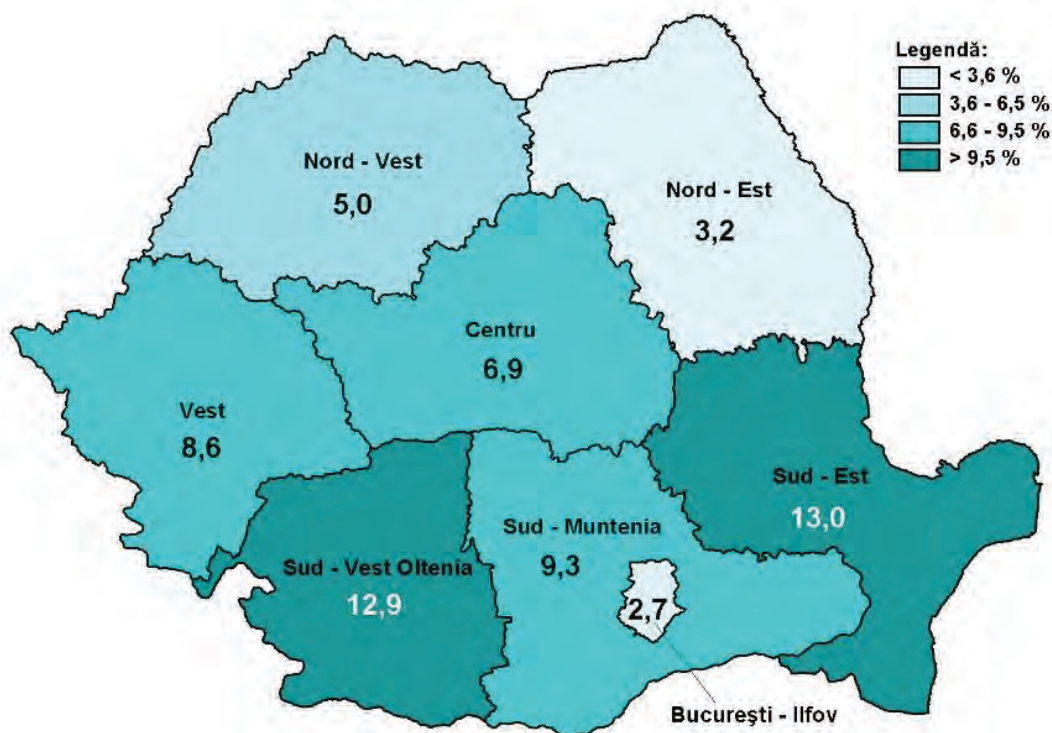 Legendă:
< 3,6 %
3,6 - 6,5 %
6,6 - 9,5 %
> 9,5 %
Nord - Vest
5,0
Nord - Est
3,2
Centru
6,9
Vest
8,6
Sud - Est
13,0
Sud - Muntenia
9,3
Sud - Vest Oltenia
12,9
2,7
Bucureşti - Ilfov